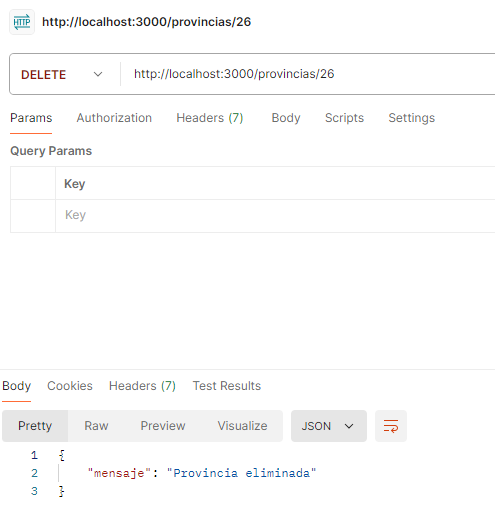 HTTP http://localhost:3000/provincias/26
DELETE http://localhost:3000/provincias/26
Params Authorization Headers (7) Body Scripts Settings
Query Params
Key
Key
Body Cookies Headers (7) Test Results
Pretty Raw Preview Visualize JSON
1 {
2 "mensaje": "Provincia eliminada"
3 }